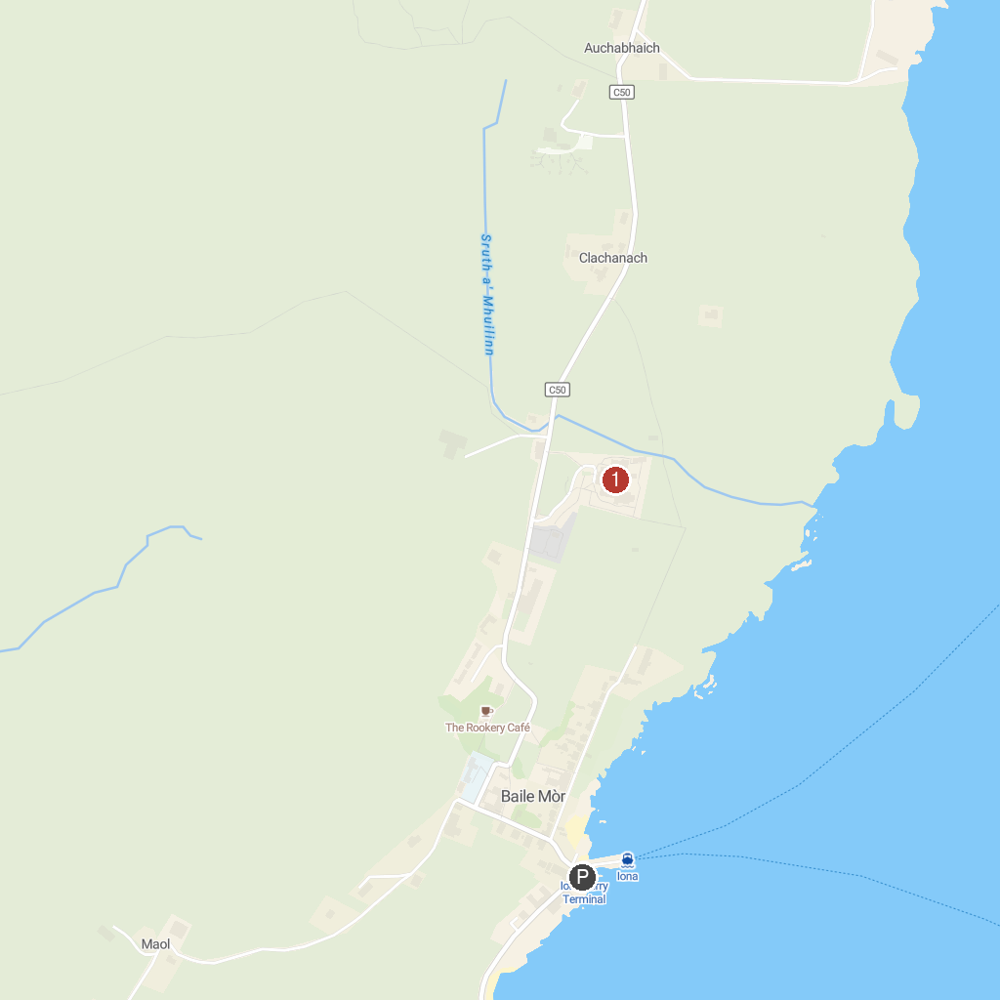 Auchabhaich
C50
Sruth a' Mhuilinn
Clachanach
C50
1
The Rookery Café
Baile Mòr
Iona
P
Terminal
Maol